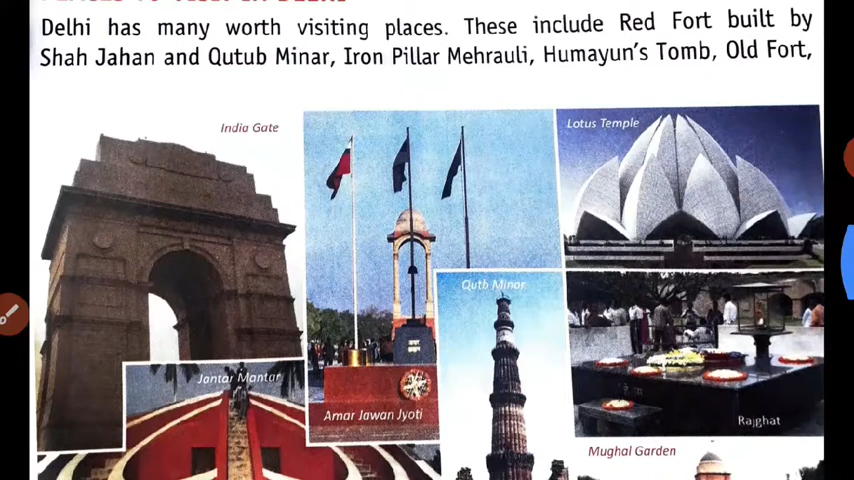 Delhi has many worth visiting places. These include Red Fort built by
Shah Jahan and Qutub Minar, Iron Pillar Mehrauli, Humayun's Tomb, Old Fort,
India Gate
Lotus Temple
Qutb Minor
Jantar Mantar
Amar Jawan Jyoti
Rajghat
Mughal Garden